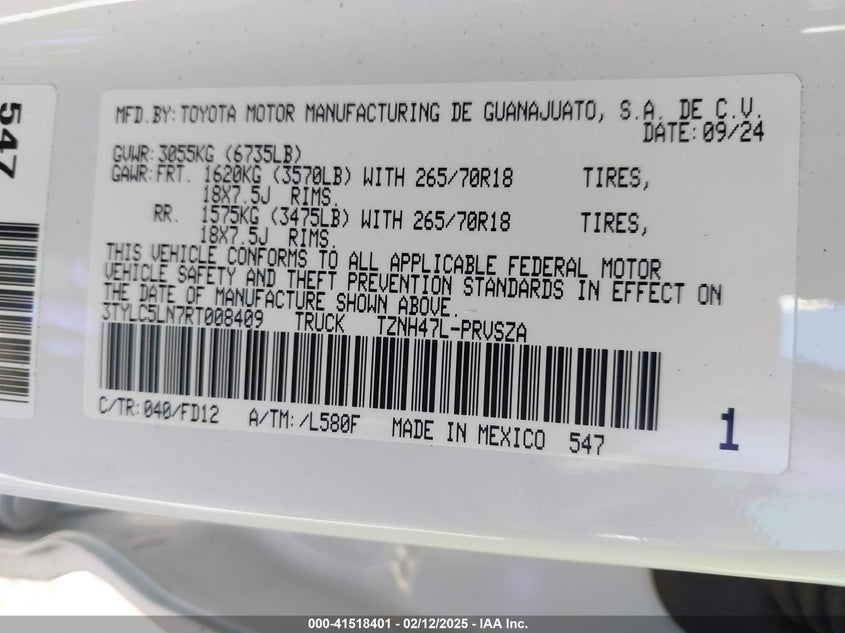 MFD.BY:TOYOTA MOTOR MANUFACTURING DE GUANAJUATO, S.A. DE C.V.
DATE:09/24
GVWR:3055KG (6735LB)
GAWR:FRT. 1620KG (3570LB) WITH 265/70R18 TIRES,
18X7.5J RIMS.
RR. 1575KG (3475LB) WITH 265/70R18 TIRES,
18X7.5J RIMS.
THIS VEHICLE CONFORMS TO ALL APPLICABLE FEDERAL MOTOR
VEHICLE SAFETY AND THEFT PREVENTION STANDARDS IN EFFECT ON
THE DATE OF MANUFACTURE SHOWN ABOVE.
3TYLC5LN7RT008409 TRUCK TZNH47L-PRVSZA
C/TR:040/FD12 A/TM:/L580F MADE IN MEXICO 547
1
547
000-41518401 - 02/12/2025 - IAA Inc.